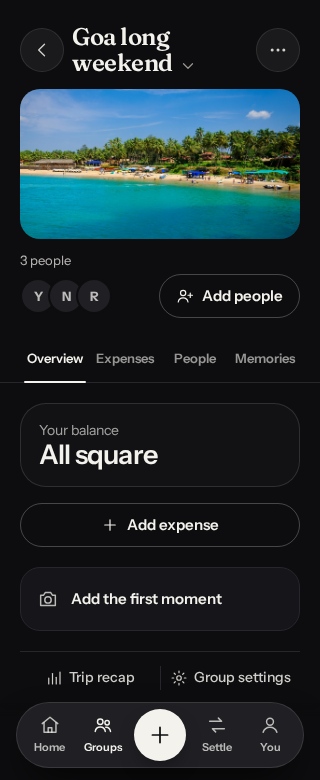 Goa long
weekend
3 people
Y N R
Add people
Overview Expenses People Memories
Your balance
All square
Add expense
Add the first moment
Trip recap Group settings
Home Groups Settle You